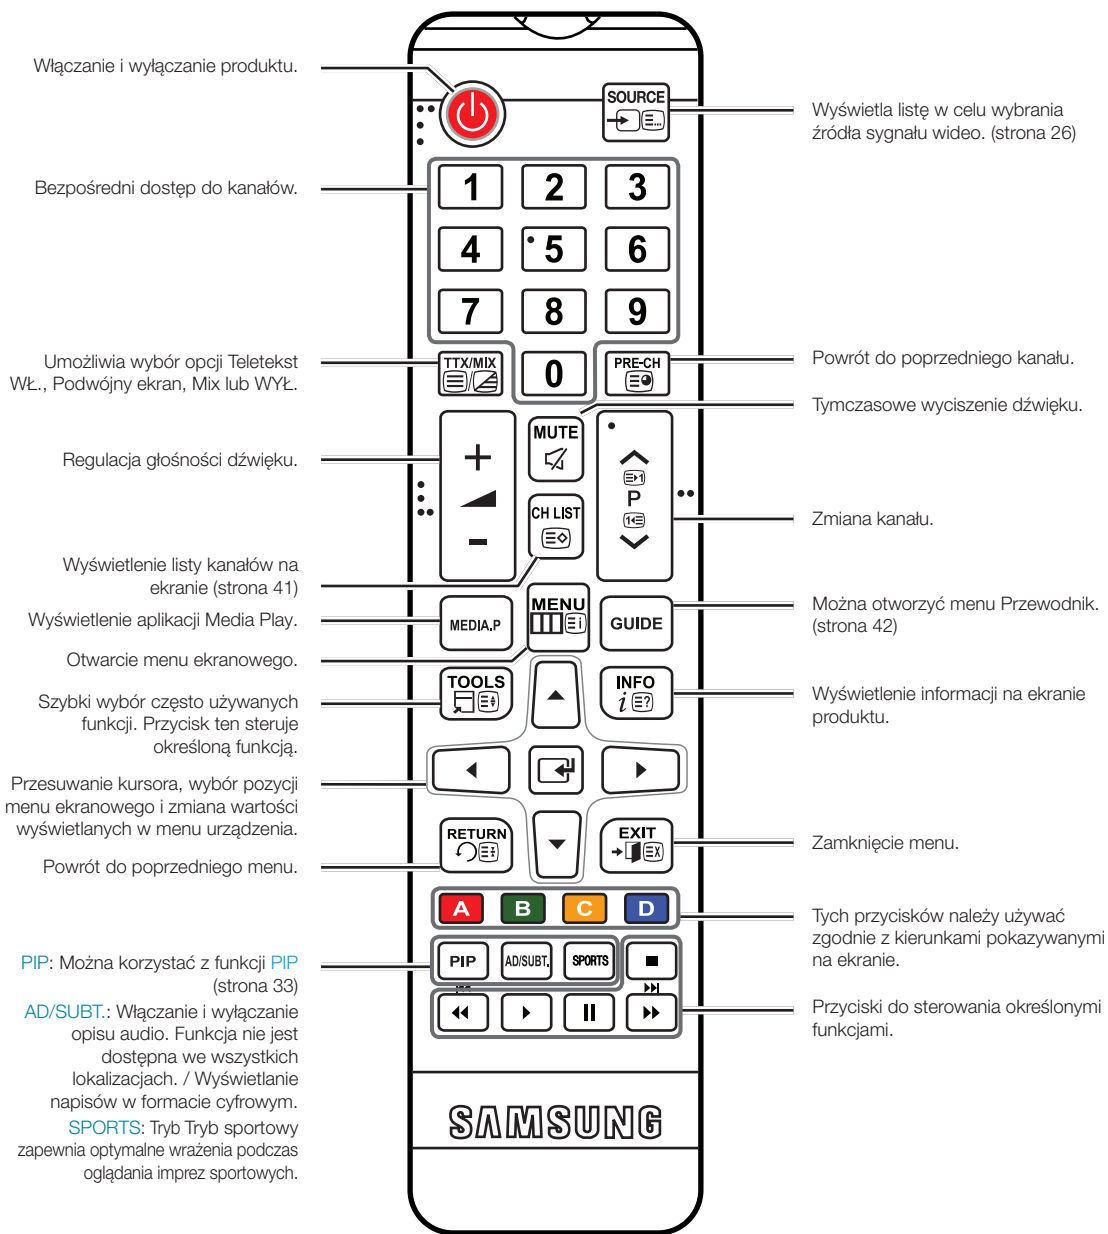 Włączanie i wyłączanie produktu.
SOURCE
Wyświetla listę w celu wybrania
źródła sygnału wideo. (strona 26)
Bezpośredni dostęp do kanałów.
1 2 3
4 5 6
7 8 9
0
Umożliwia wybór opcji Teletekst
WŁ., Podwójny ekran, Mix lub WYŁ.
TTX/MIX
PRE-CH
Powrót do poprzedniego kanału.
MUTE
Tymczasowe wyciszenie dźwięku.
Regulacja głośności dźwięku.
+
-
CH LIST
P
Zmiana kanału.
Wyświetlenie listy kanałów na
ekranie (strona 41)
Wyświetlenie aplikacji Media Play.
MEDIA.P
MENU
GUIDE
Można otworzyć menu Przewodnik.
(strona 42)
Otwarcie menu ekranowego.
TOOLS
INFO
i
Szybki wybór często używanych
funkcji. Przycisk ten steruje
określoną funkcją.
Wyświetlenie informacji na ekranie
produktu.
Przesuwanie kursora, wybór pozycji
menu ekranowego i zmiana wartości
wyświetlanych w menu urządzenia.
RETURN
EXIT
Zamknięcie menu.
Powrót do poprzedniego menu.
A B C D
Tych przycisków należy używać
zgodnie z kierunkami pokazywanymi
na ekranie.
PIP AD/SUBT. SPORTS
PIP: Można korzystać z funkcji PIP
(strona 33)
Przyciski do sterowania określonymi
funkcjami.
AD/SUBT.: Włączanie i wyłączanie
opisu audio. Funkcja nie jest
dostępna we wszystkich
lokalizacjach. / Wyświetlanie
napisów w formacie cyfrowym.
SPORTS: Tryb Tryb sportowy
zapewnia optymalne wrażenia podczas
oglądania imprez sportowych.
SAMSUNG